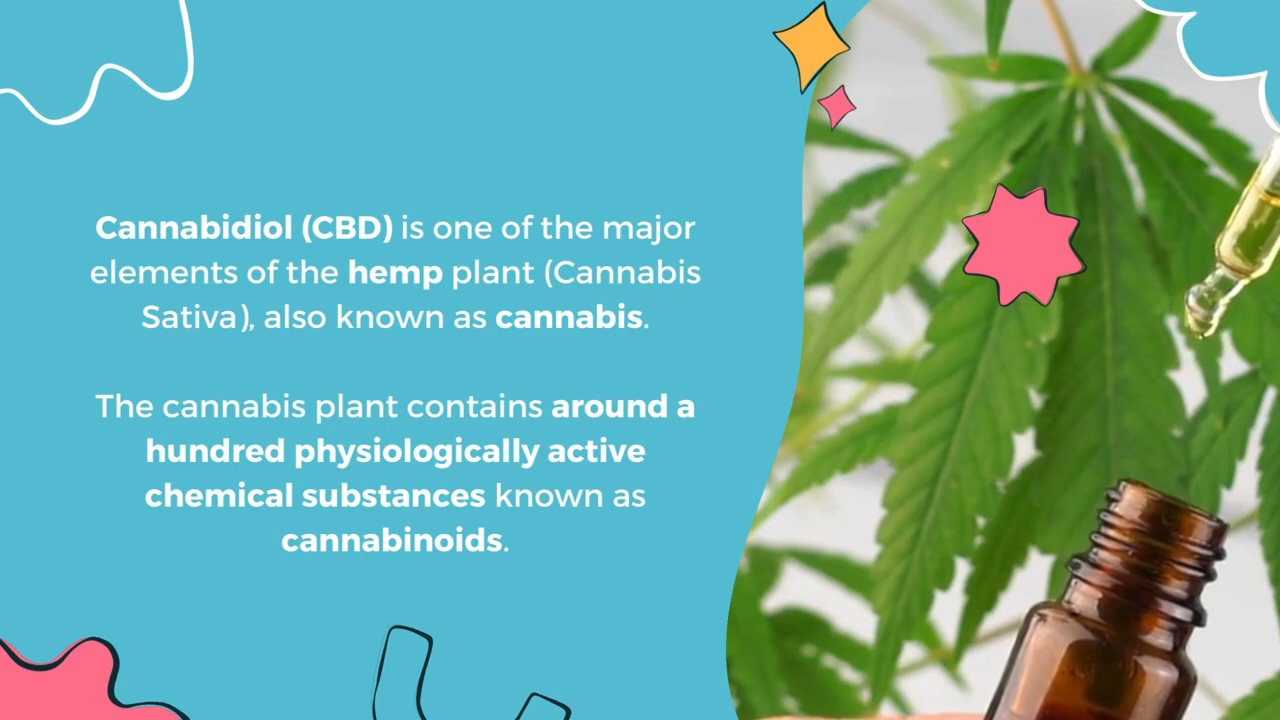 Cannabidiol (CBD) is one of the major
elements of the hemp plant (Cannabis
Sativa), also known as cannabis.
The cannabis plant contains around a
hundred physiologically active
chemical substances known as
cannabinoids.